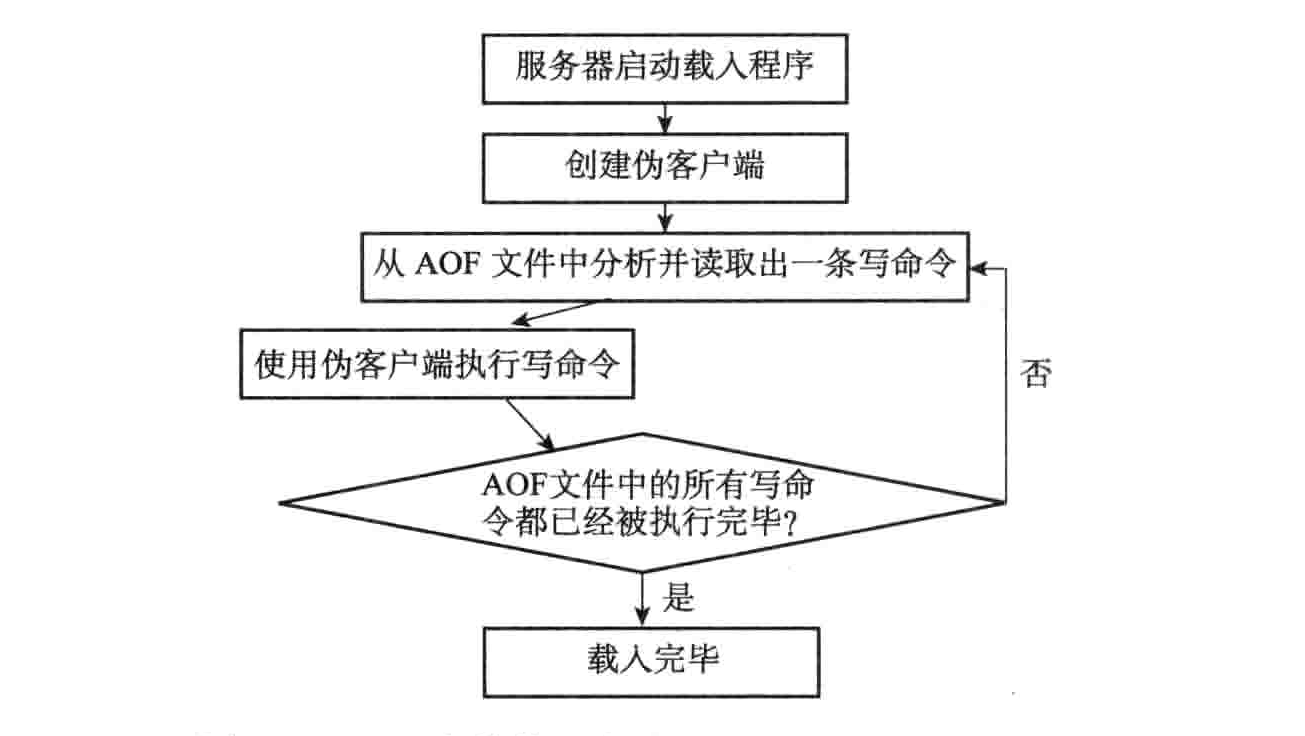 服务器启动载入程序
创建伪客户端
从 AOF 文件中分析并读取出一条写命令
使用伪客户端执行写命令
否
AOF文件中的所有写命
令都已经被执行完毕?
是
载入完毕